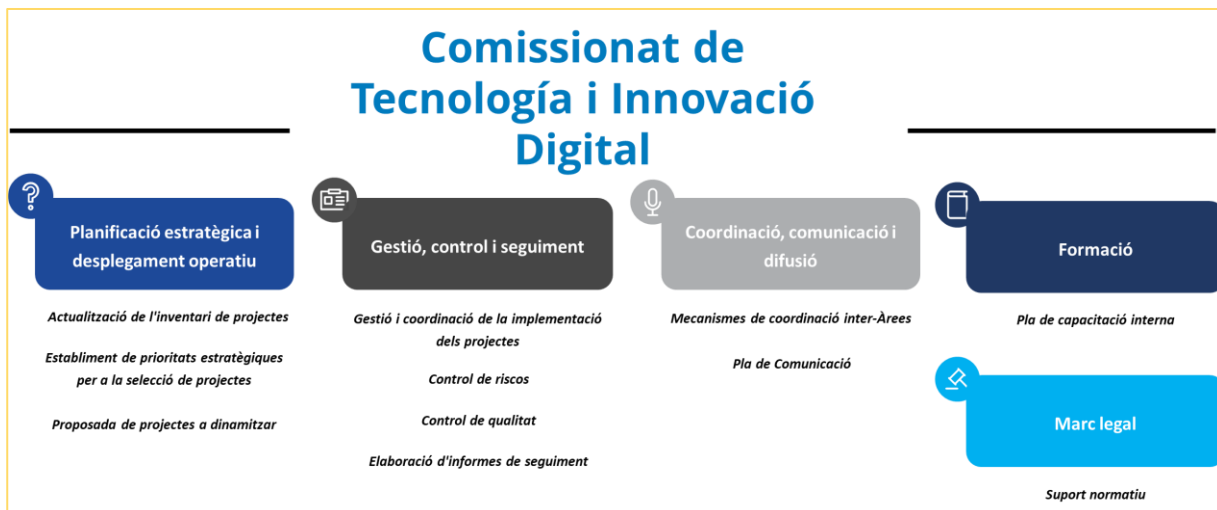 Comissionat de
Tecnología i Innovació
Digital
Planificació estratègica i
desplegament operatiu
Actualització de l'inventari de projectes
Establiment de prioritats estratègiques
per a la selecció de projectes
Proposada de projectes a dinamitzar
Gestió, control i seguiment
Gestió i coordinació de la implementació
dels projectes
Control de riscos
Control de qualitat
Elaboració d'informes de seguiment
Coordinació, comunicació i
difusió
Mecanismes de coordinació inter-Àrees
Pla de Comunicació
Formació
Pla de capacitació interna
Marc legal
Suport normatiu